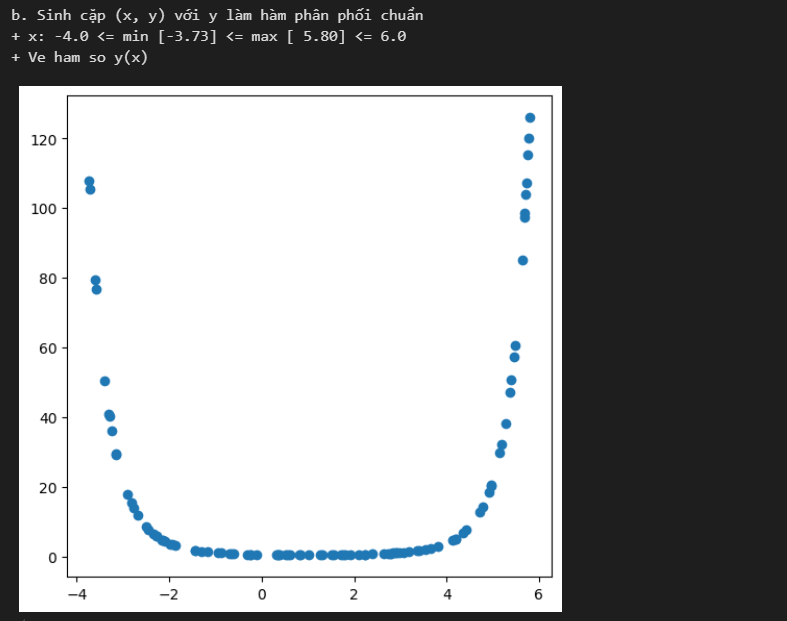 b. Sinh cặp (x, y) với y làm hàm phân phối chuẩn
+ x: -4.0 <= min [-3.73] <= max [ 5.80] <= 6.0
+ Ve ham so y(x)
120
100
80
60
40
20
0
−4 −2 0 2 4 6